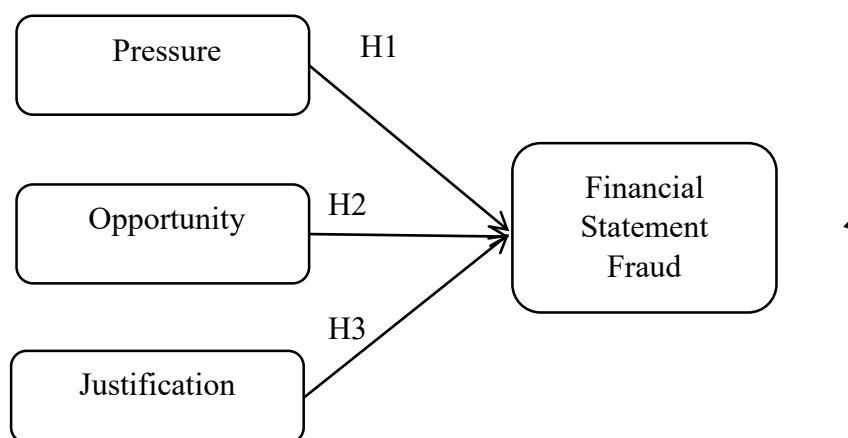 Pressure
H1
Opportunity
H2
Financial
Statement
Fraud
H3
Justification